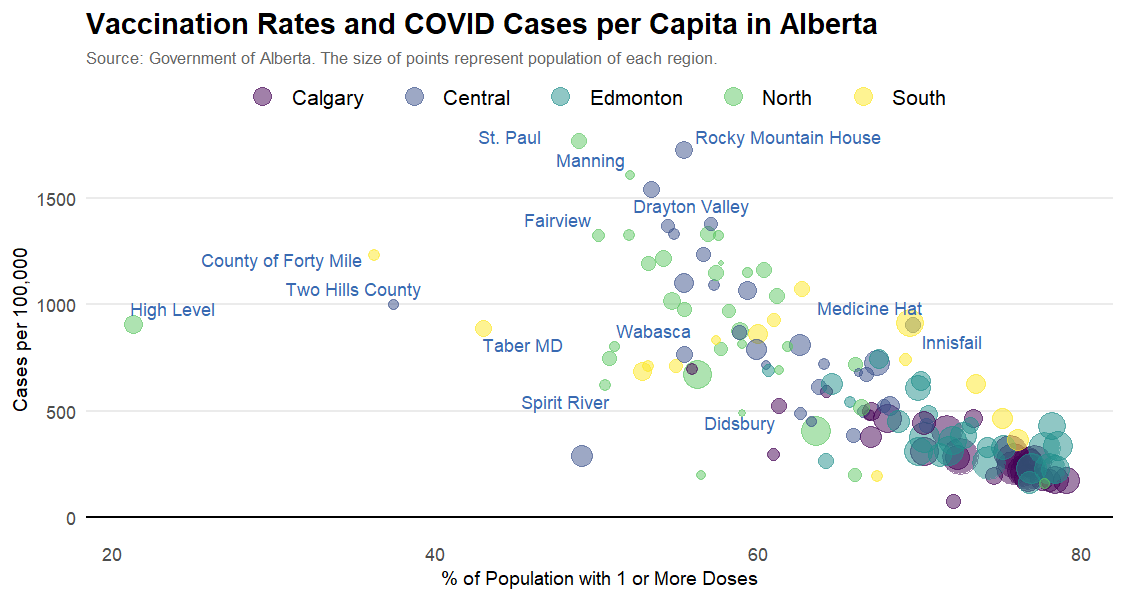 Vaccination Rates and COVID Cases per Capita in Alberta
Source: Government of Alberta. The size of points represent population of each region.
Calgary Central Edmonton North South
St. Paul Rocky Mountain House
Manning
1500
Drayton Valley
Fairview
County of Forty Mile
Two Hills County
1000
High Level Medicine Hat
Wabasca
Taber MD Innisfail
Spirit River
500
Didsbury
0
Cases per 100,000
20 40 60 80
% of Population with 1 or More Doses